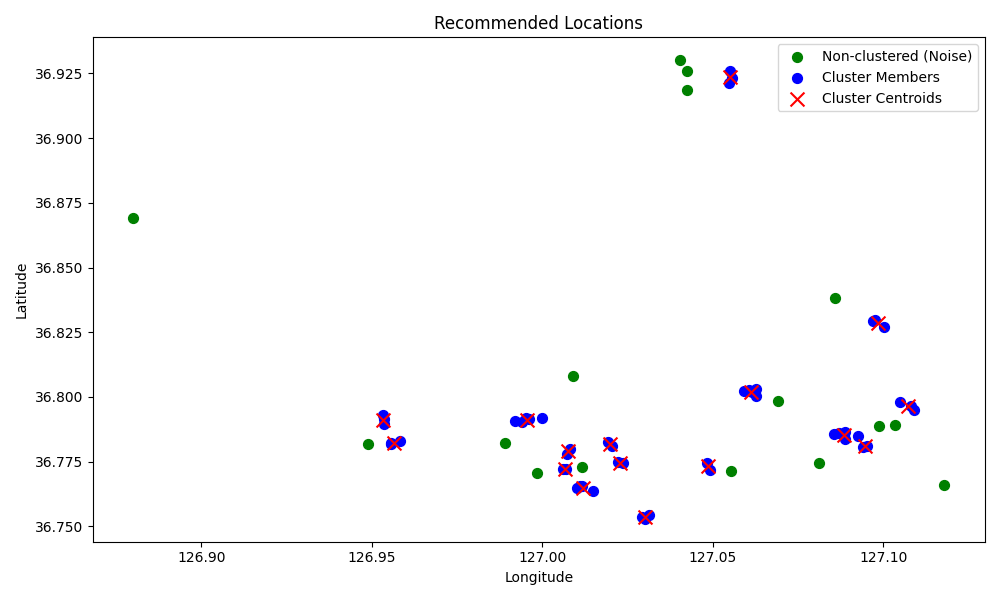 Recommended Locations
Non-clustered (Noise)
Cluster Members
Cluster Centroids
36.925
36.900
36.875
36.850
36.825
36.800
36.775
36.750
Latitude
126.90 126.95 127.00 127.05 127.10
Longitude